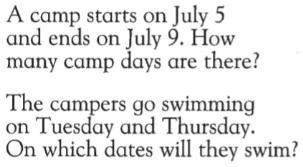 A camp starts on July 5
and ends on July 9. How
many camp days are there?
The campers go swimming
on Tuesday and Thursday.
On which dates will they swim?